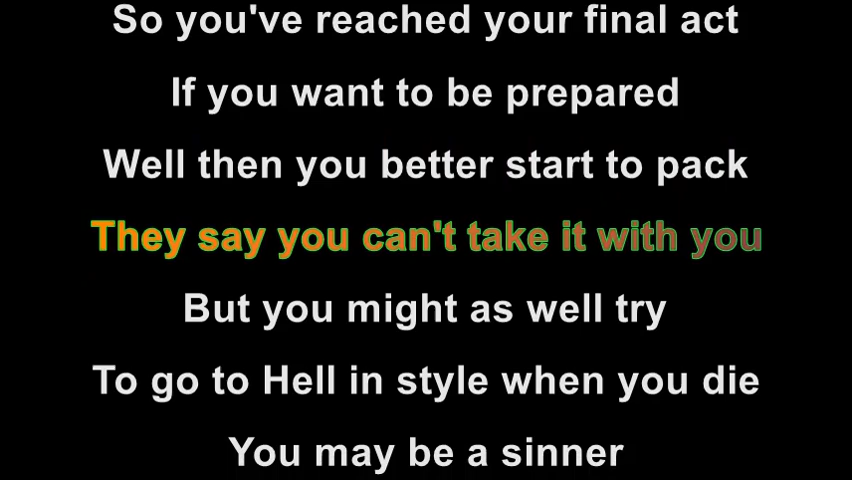 So you've reached your final act
If you want to be prepared
Well then you better start to pack
They say you can't take it with you
But you might as well try
To go to Hell in style when you die
You may be a sinner